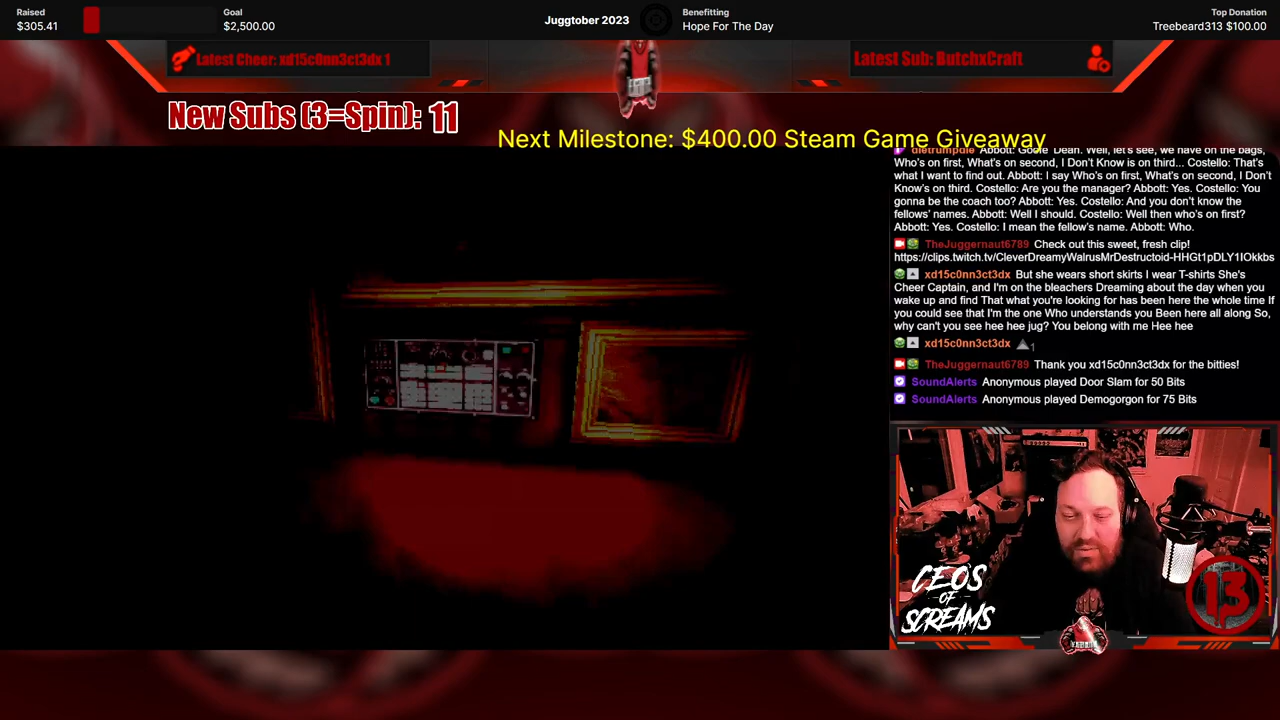 Raised
$305.41
Goal
$2,500.00
Juggtober 2023
Benefitting
Hope For The Day
Top Donation
Treebeard313 $100.00
Latest Cheer: xd15c0nn3ct3dx 1
Latest Sub: ButchxCraft
New Subs (3=Spin): 11
Next Milestone: $400.00 Steam Game Giveaway
dietrumpdie Abbott: Goofe' Dean. Well, let's see, we have on the bags,
Who's on first, What's on second, I Don't Know is on third... Costello: That's
what I want to find out. Abbott: I say Who's on first, What's on second, I Don't
Know's on third. Costello: Are you the manager? Abbott: Yes. Costello: You
gonna be the coach too? Abbott: Yes. Costello: And you don't know the
fellows' names. Abbott: Well I should. Costello: Well then who's on first?
Abbott: Yes. Costello: I mean the fellow's name. Abbott: Who.
TheJuggernaut6789 Check out this sweet, fresh clip!
https://clips.twitch.tv/CleverDreamyWalrusMrDestructoid-HHGt1pDLY1IOkkbs
xd15c0nn3ct3dx But she wears short skirts I wear T-shirts She's
Cheer Captain, and I'm on the bleachers Dreaming about the day when you
wake up and find That what you're looking for has been here the whole time If
you could see that I'm the one Who understands you Been here all along So,
why can't you see hee hee jug? You belong with me Hee hee
xd15c0nn3ct3dx 1
TheJuggernaut6789 Thank you xd15c0nn3ct3dx for the bitties!
SoundAlerts Anonymous played Door Slam for 50 Bits
SoundAlerts Anonymous played Demogorgon for 75 Bits
CEOS
OF
SCREAMS
13